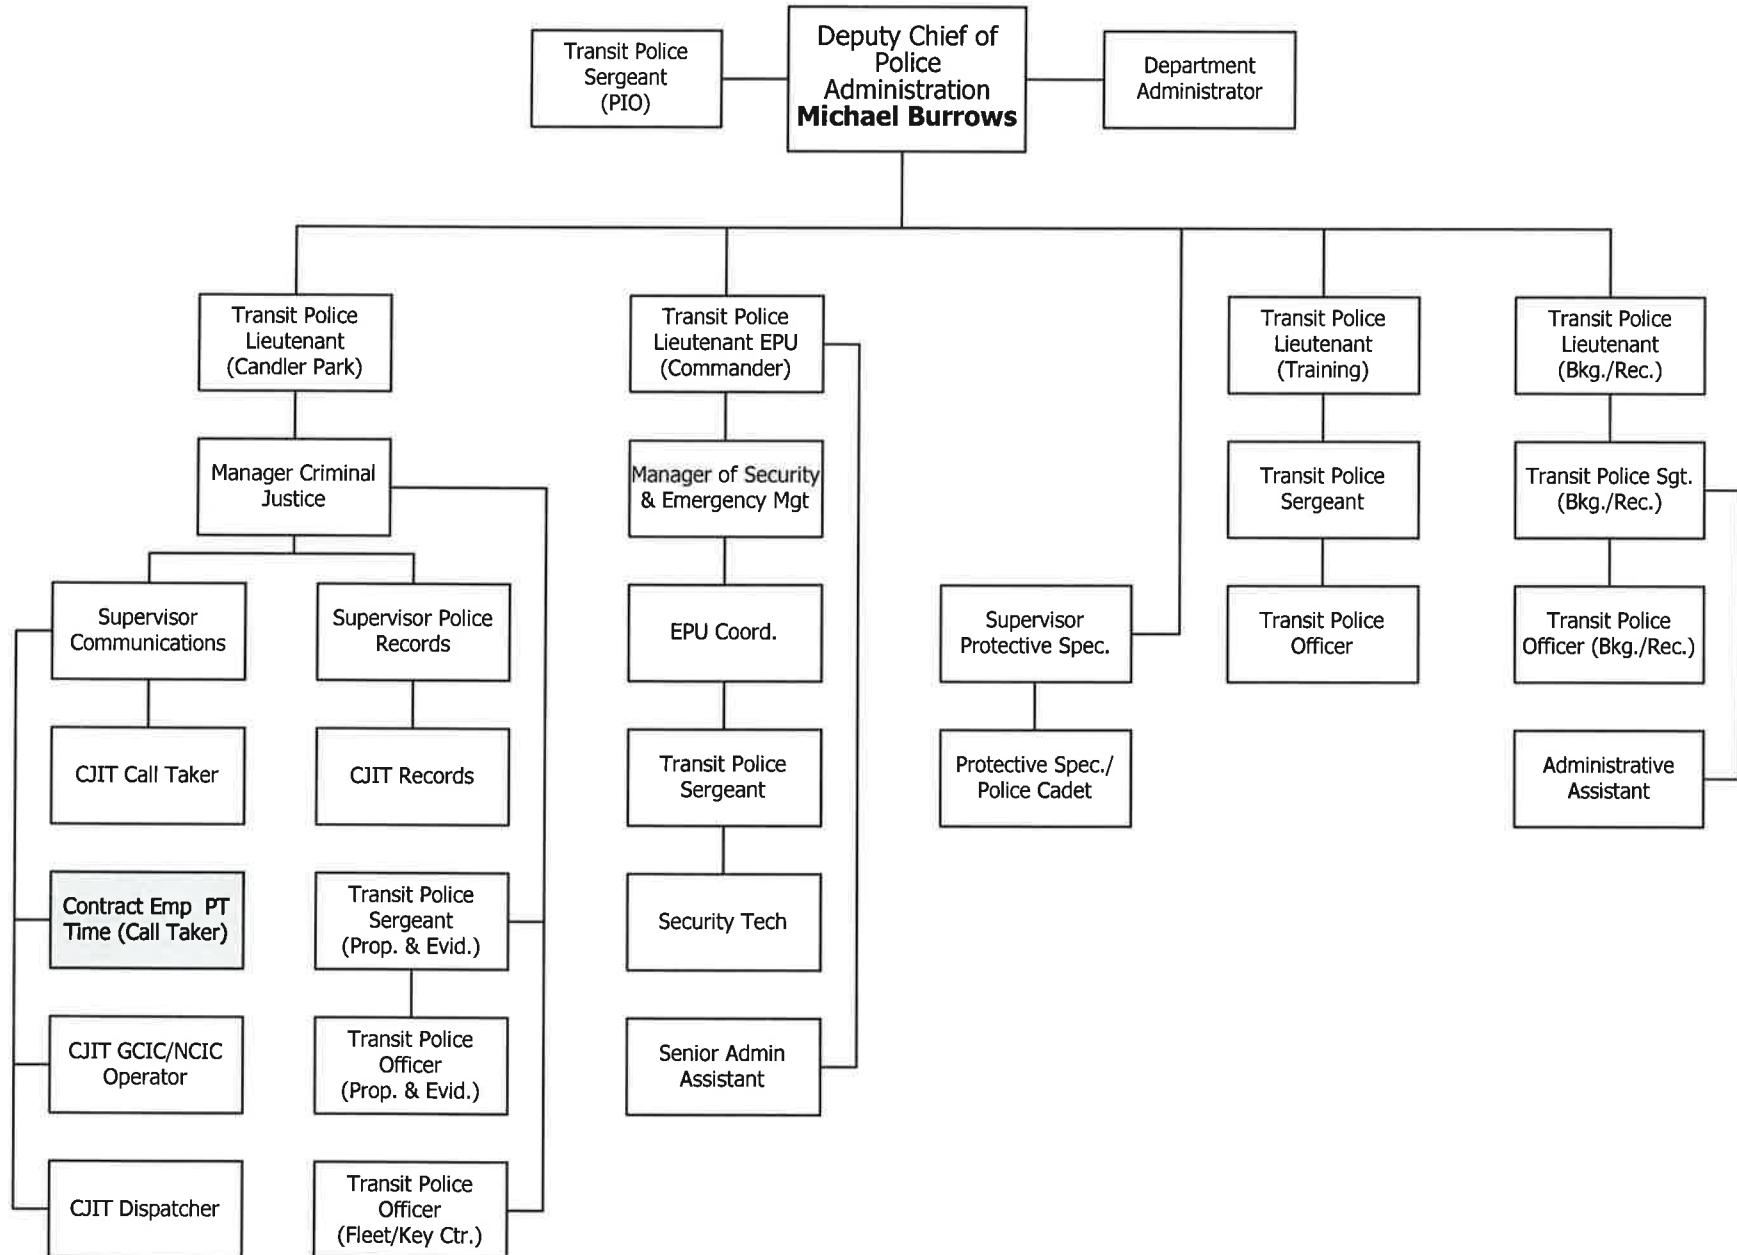 Transit Police
Sergeant
(PIO)
Deputy Chief of
Police
Administration
Michael Burrows
Department
Administrator
Transit Police
Lieutenant
(Candler Park)
Transit Police
Lieutenant EPU
(Commander)
Transit Police
Lieutenant
(Training)
Transit Police
Lieutenant
(Bkg./Rec.)
Manager Criminal
Justice
Manager of Security
& Emergency Mgt
Transit Police
Sergeant
Transit Police Sgt.
(Bkg./Rec.)
Supervisor
Communications
Supervisor Police
Records
EPU Coord.
Supervisor
Protective Spec.
Transit Police
Officer
Transit Police
Officer (Bkg./Rec.)
CJIT Call Taker
CJIT Records
Transit Police
Sergeant
Protective Spec./
Police Cadet
Administrative
Assistant
Contract Emp PT
Time (Call Taker)
Transit Police
Sergeant
(Prop. & Evid.)
Security Tech
CJIT GCIC/NCIC
Operator
Transit Police
Officer
(Prop. & Evid.)
Senior Admin
Assistant
CJIT Dispatcher
Transit Police
Officer
(Fleet/Key Ctr.)